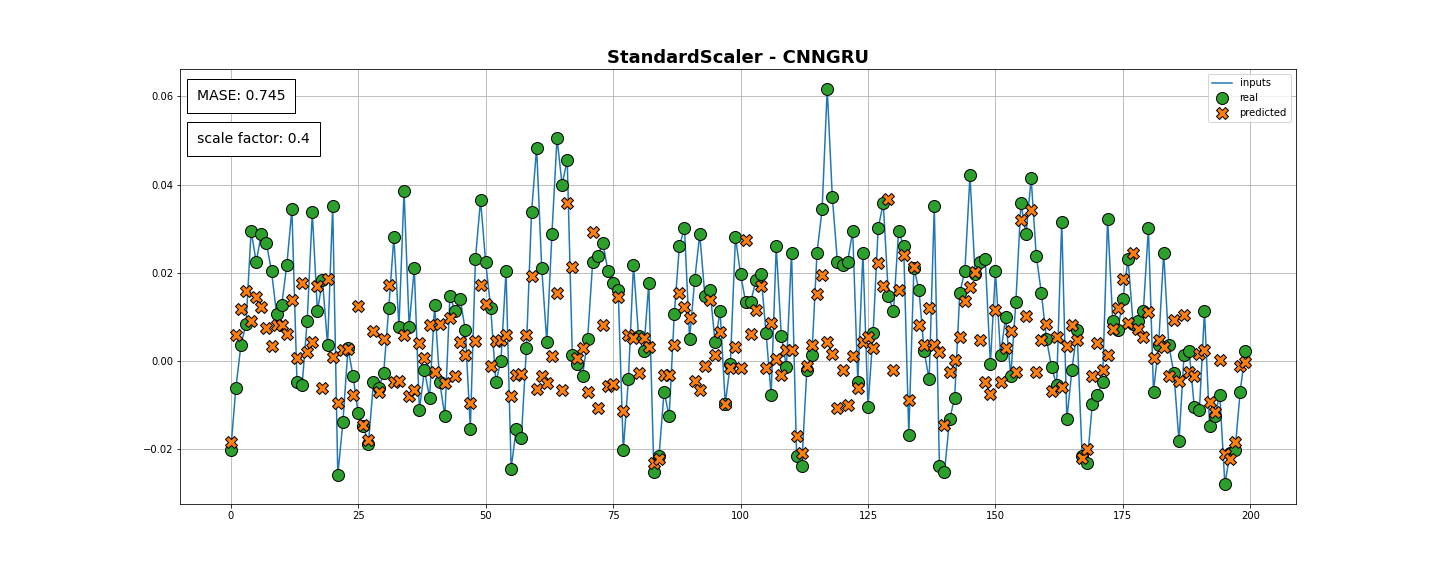 StandardScaler - CNNGRU
MASE: 0.745
scale factor: 0.4
inputs
real
predicted
0.06
0.04
0.02
0.00
−0.02
0 25 50 75 100 125 150 175 200